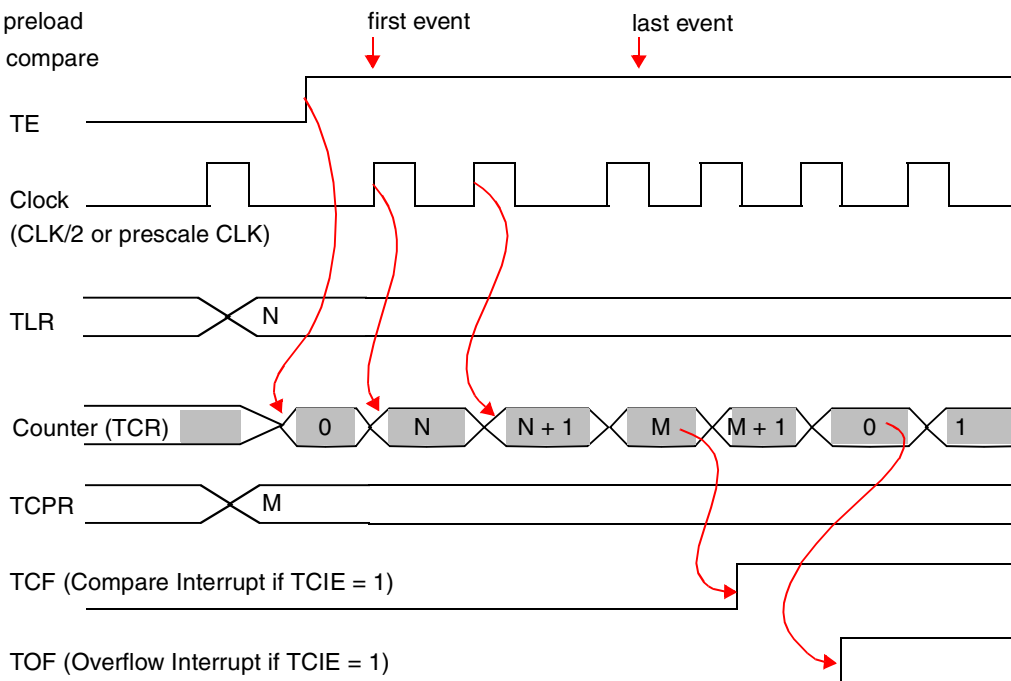 preload
first event
last event
compare
TE
Clock
(CLK/2 or prescale CLK)
TLR
N
Counter (TCR)
0
N
N + 1
M
M + 1
0
1
TCPR
M
TCF (Compare Interrupt if TCIE = 1)
TOF (Overflow Interrupt if TCIE = 1)